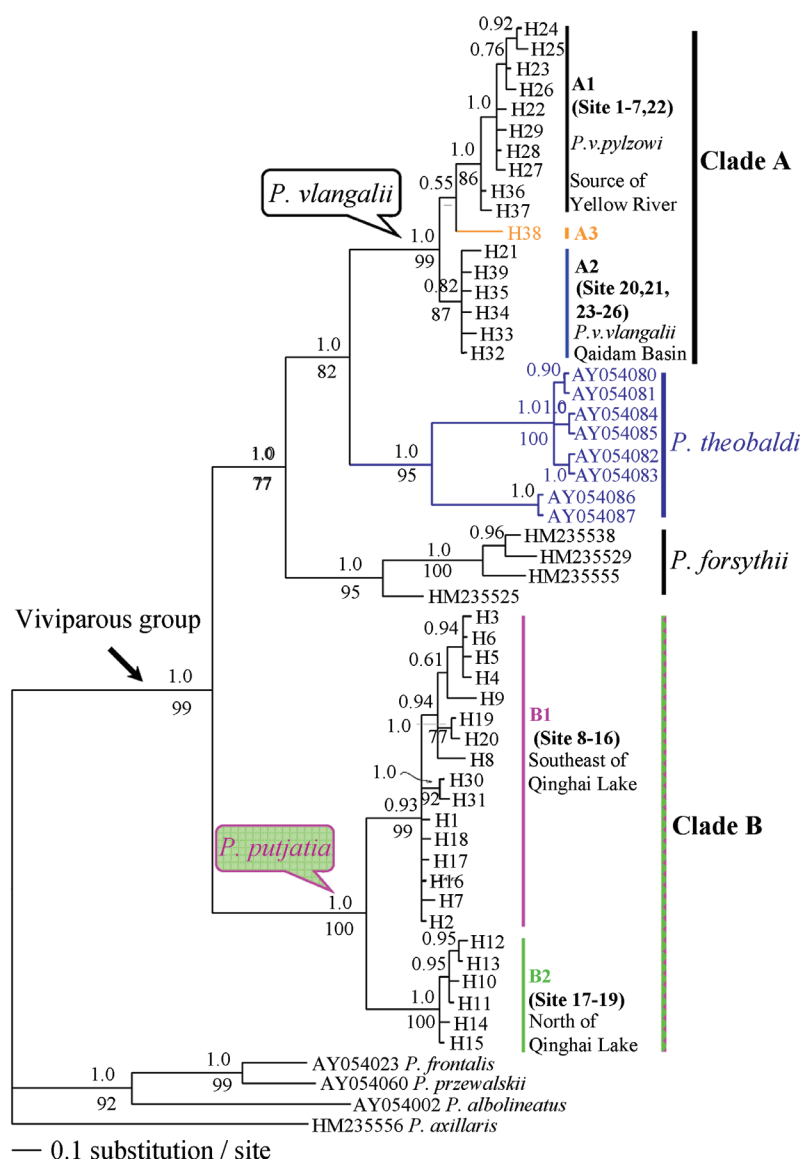 0.92
H24
H25
0.76
H23
H26
1.0
H22
H29
H28
H27
1.0
86
H36
H37
0.55
H38
A1
(Site 1-7,22)
P.v.pylzowi
Source of
Yellow River
Clade A
A3
P. vlangalii
1.0
99
H21
H39
0.82
H35
87
H34
H33
H32
A2
(Site 20,21,
23-26)
P.v.vlangalii
Qaidam Basin
1.0
82
0.90
AY054080
AY054081
1.0
1.0
AY054084
AY054085
100
AY054082
1.0
AY054083
1.0
95
1.0
AY054086
AY054087
P. theobaldi
1.0
77
0.96
HM235538
HM235529
1.0
100
HM235555
1.0
95
HM235525
P. forsythii
Viviparous group
1.0
99
H3
0.94
H6
H5
H4
0.61
H9
0.94
H19
1.0
77
H20
H8
1.0
H30
92
H31
0.93
99
H1
H18
H17
H16
H7
H2
B1
(Site 8-16)
Southeast of
Qinghai Lake
Clade B
P. putjatia
1.0
100
0.95
H12
H13
0.95
H10
H11
1.0
100
H14
H15
B2
(Site 17-19)
North of
Qinghai Lake
1.0
99
AY054023 P. frontalis
AY054060 P. przewalskii
1.0
92
AY054002 P. albolineatus
HM235556 P. axillaris
0.1 substitution / site